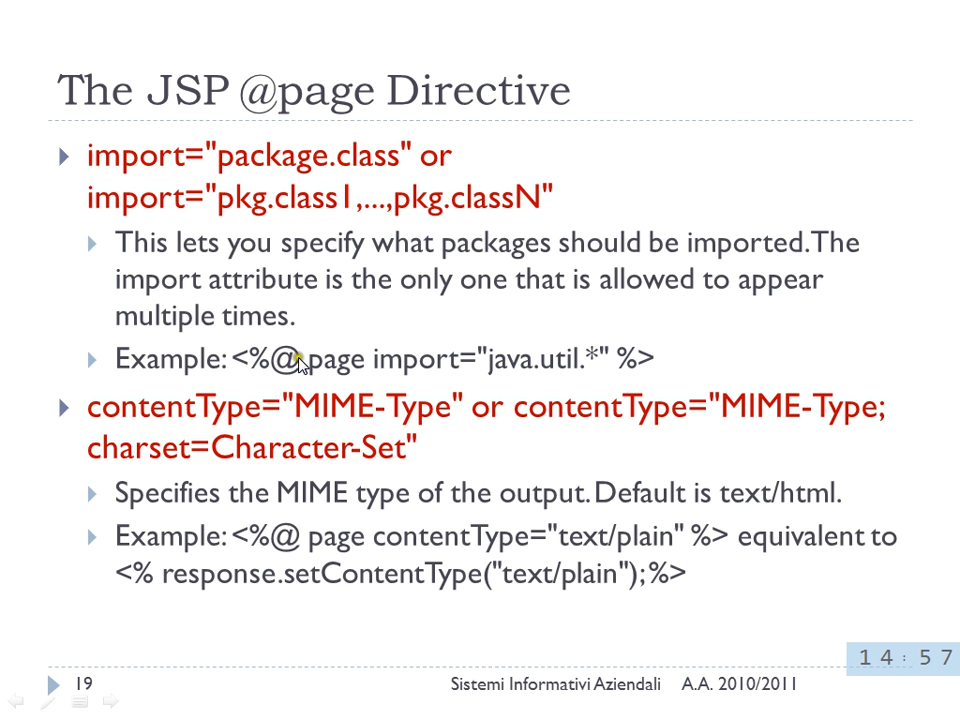 The JSP @page Directive
import="package.class" or
import="pkg.class1,...,pkg.classN"
This lets you specify what packages should be imported. The
import attribute is the only one that is allowed to appear
multiple times.
Example: <%@ page import="java.util.*" %>
contentType="MIME-Type" or contentType="MIME-Type;
charset=Character-Set"
Specifies the MIME type of the output. Default is text/html.
Example: <%@ page contentType="text/plain" %> equivalent to
<% response.setContentType("text/plain"); %>
14:57
19 Sistemi Informativi Aziendali A.A. 2010/2011